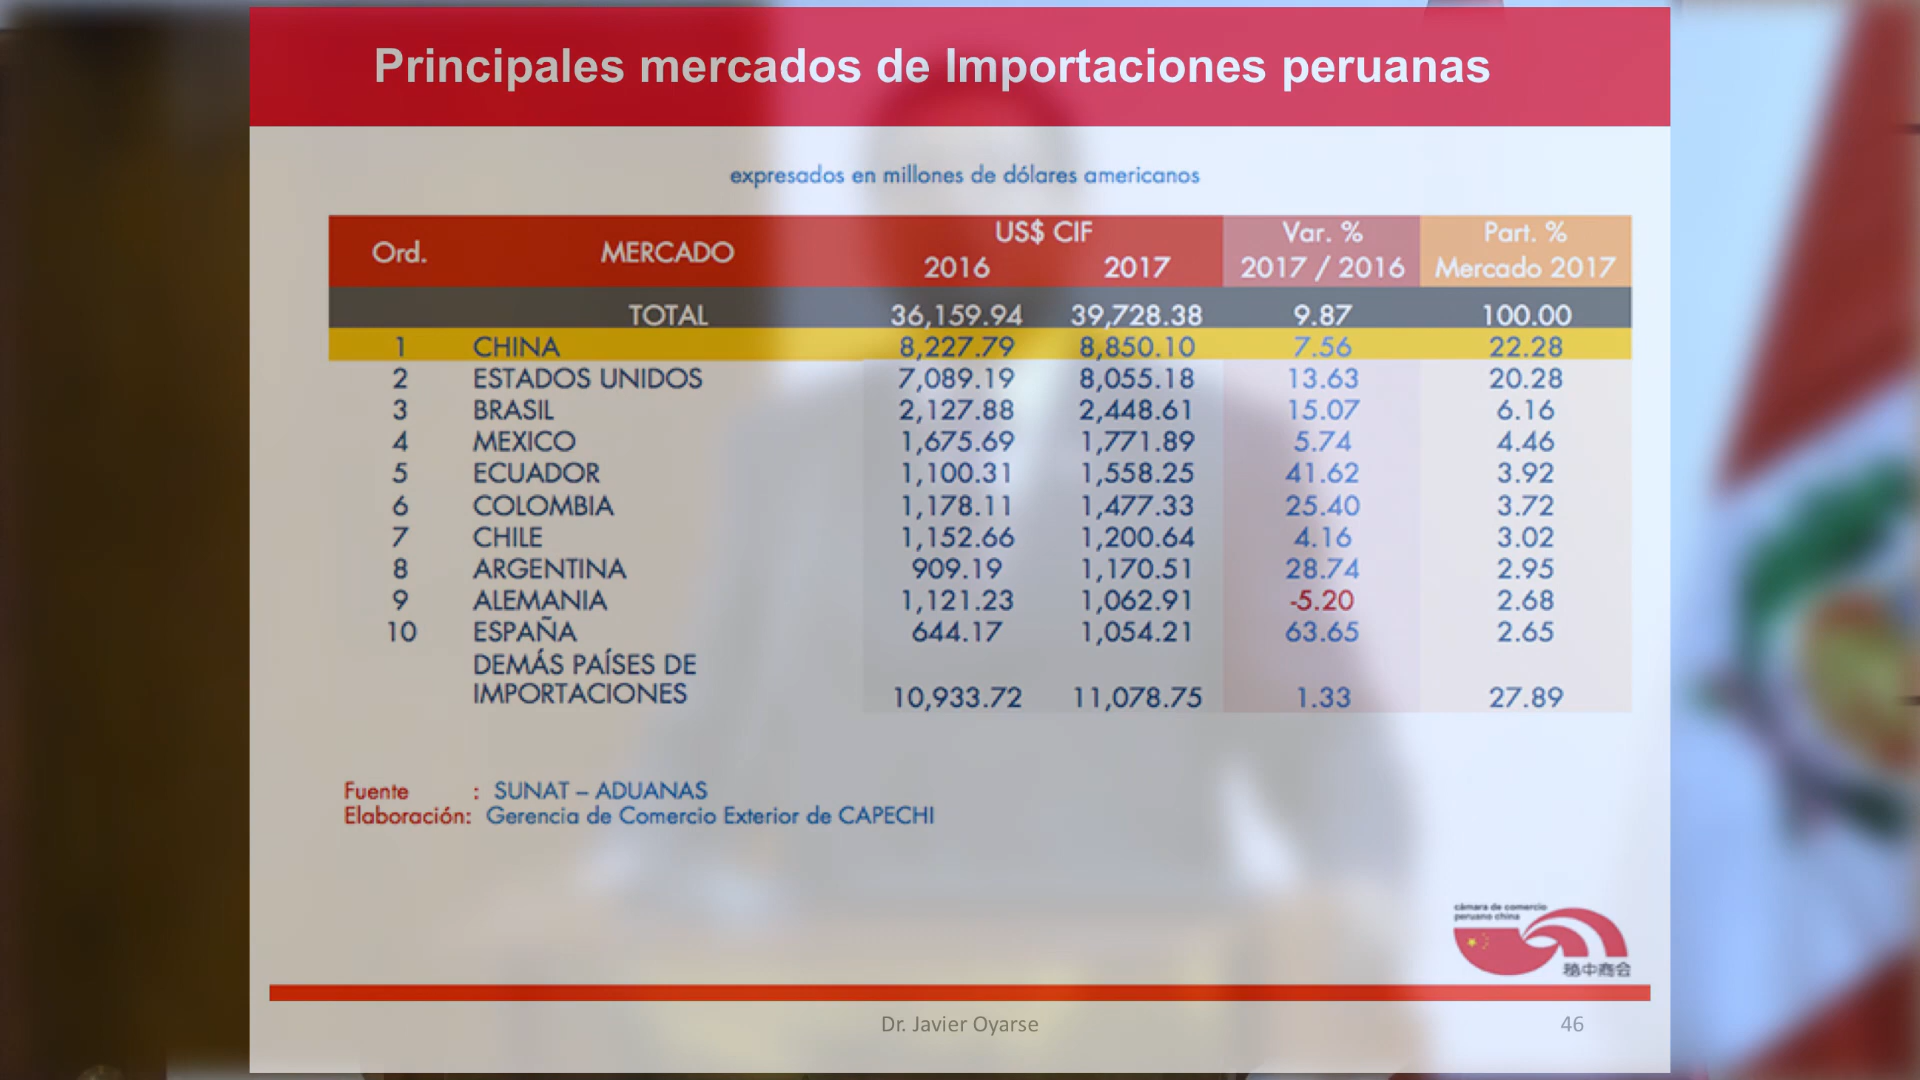 Principales mercados de Importaciones peruanas
expresados en millones de dólares americanos
Ord. MERCADO US$ CIF Var. % Part. %
2016 2017 2017 / 2016 Mercado 2017
TOTAL 36,159.94 39,728.38 9.87 100.00
1 CHINA 8,227.79 8,850.10 7.56 22.28
2 ESTADOS UNIDOS 7,089.19 8,055.18 13.63 20.28
3 BRASIL 2,127.88 2,448.61 15.07 6.16
4 MEXICO 1,675.69 1,771.89 5.74 4.46
5 ECUADOR 1,100.31 1,558.25 41.62 3.92
6 COLOMBIA 1,178.11 1,477.33 25.40 3.72
7 CHILE 1,152.66 1,200.64 4.16 3.02
8 ARGENTINA 909.19 1,170.51 28.74 2.95
9 ALEMANIA 1,121.23 1,062.91 -5.20 2.68
10 ESPAÑA 644.17 1,054.21 63.65 2.65
DEMÁS PAÍSES DE
IMPORTACIONES 10,933.72 11,078.75 1.33 27.89
Fuente : SUNAT – ADUANAS
Elaboración: Gerencia de Comercio Exterior de CAPECHI
cámara de comercio
peruano china
秘中商会
Dr. Javier Oyarse 46